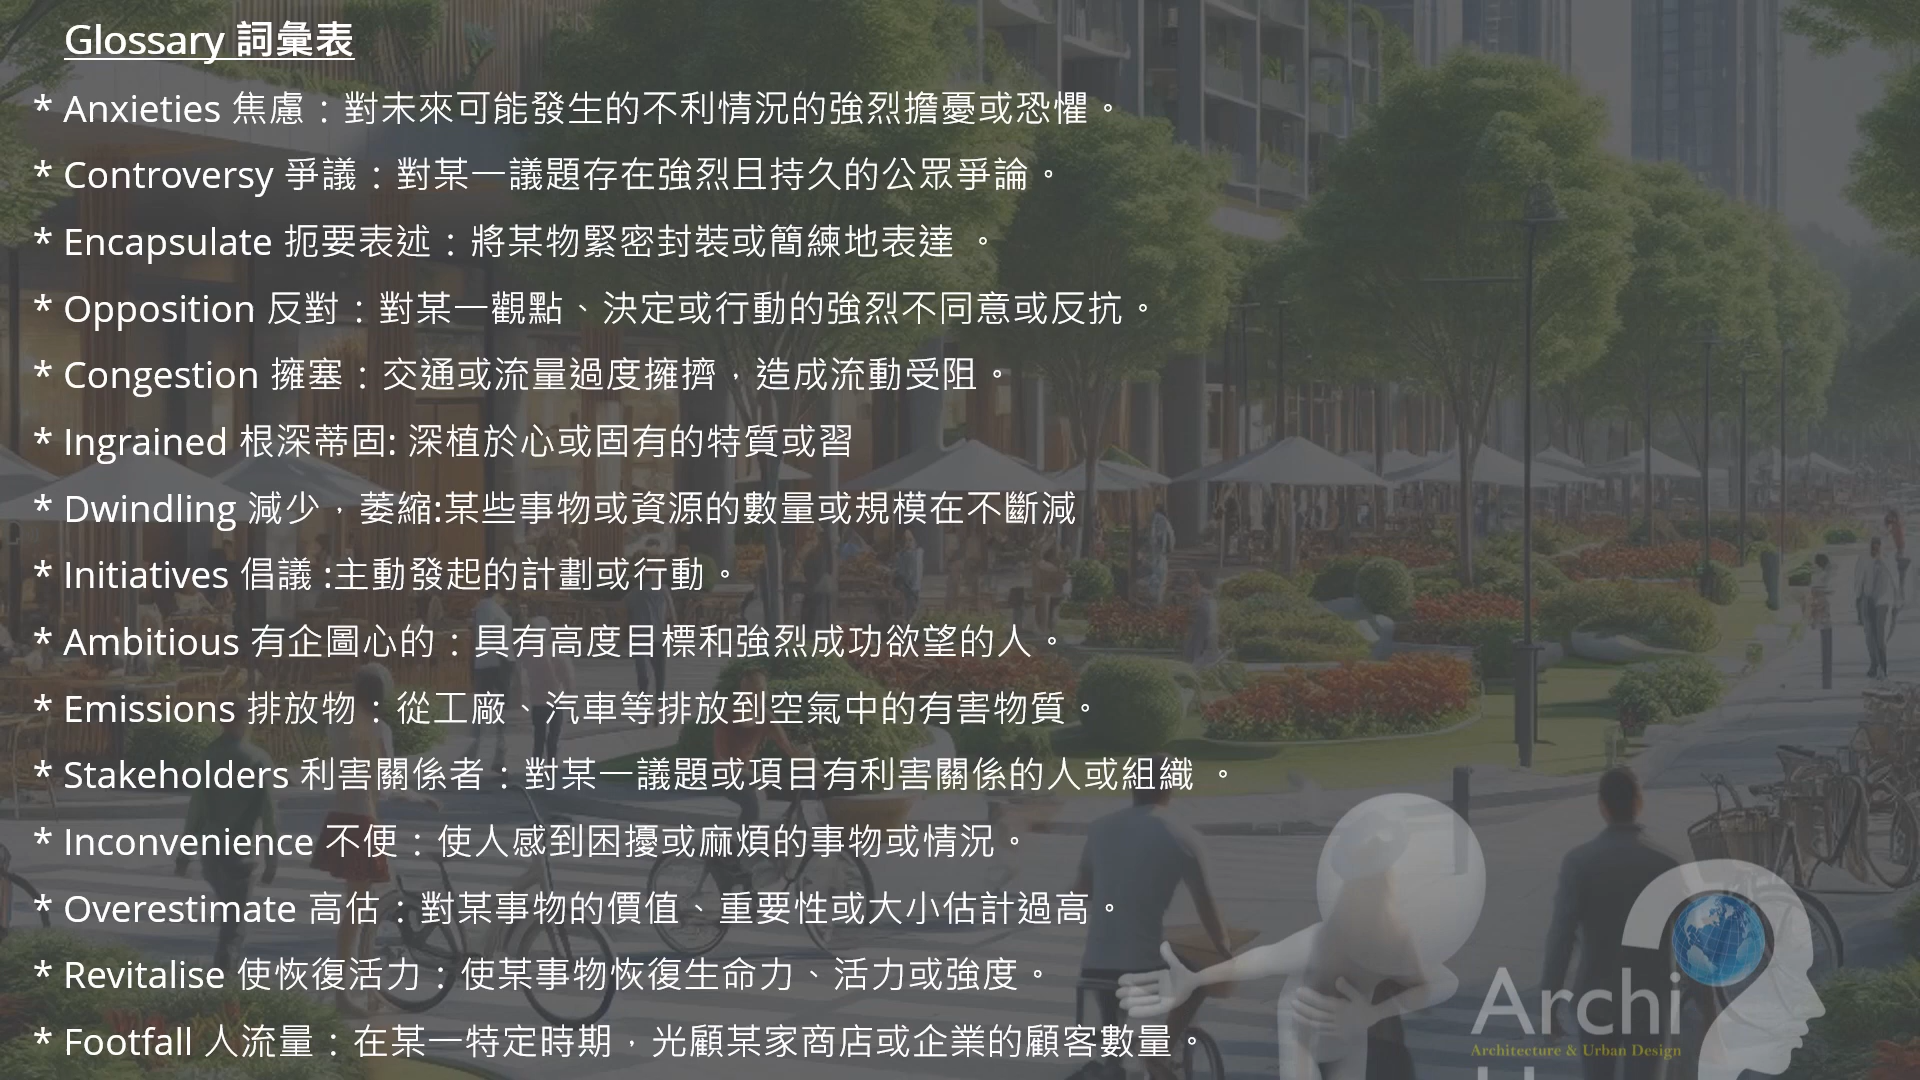 Glossary 詞彙表
* Anxieties 焦慮：對未來可能發生的不利情況的強烈擔憂或恐懼。
* Controversy 爭議：對某一議題存在強烈且持久的公眾爭論。
* Encapsulate 扼要表述：將某物緊密封裝或簡練地表達 。
* Opposition 反對：對某一觀點、決定或行動的強烈不同意或反抗。
* Congestion 擁塞：交通或流量過度擁擠，造成流動受阻。
* Ingrained 根深蒂固: 深植於心或固有的特質或習
* Dwindling 減少，萎縮:某些事物或資源的數量或規模在不斷減
* Initiatives 倡議 :主動發起的計劃或行動。
* Ambitious 有企圖心的：具有高度目標和強烈成功欲望的人。
* Emissions 排放物：從工廠、汽車等排放到空氣中的有害物質。
* Stakeholders 利害關係者：對某一議題或項目有利害關係的人或組織 。
* Inconvenience 不便：使人感到困擾或麻煩的事物或情況。
* Overestimate 高估：對某事物的價值、重要性或大小估計過高。
* Revitalise 使恢復活力：使某事物恢復生命力、活力或強度。
* Footfall 人流量：在某一特定時期，光顧某家商店或企業的顧客數量。
Archi
Architecture & Urban Design